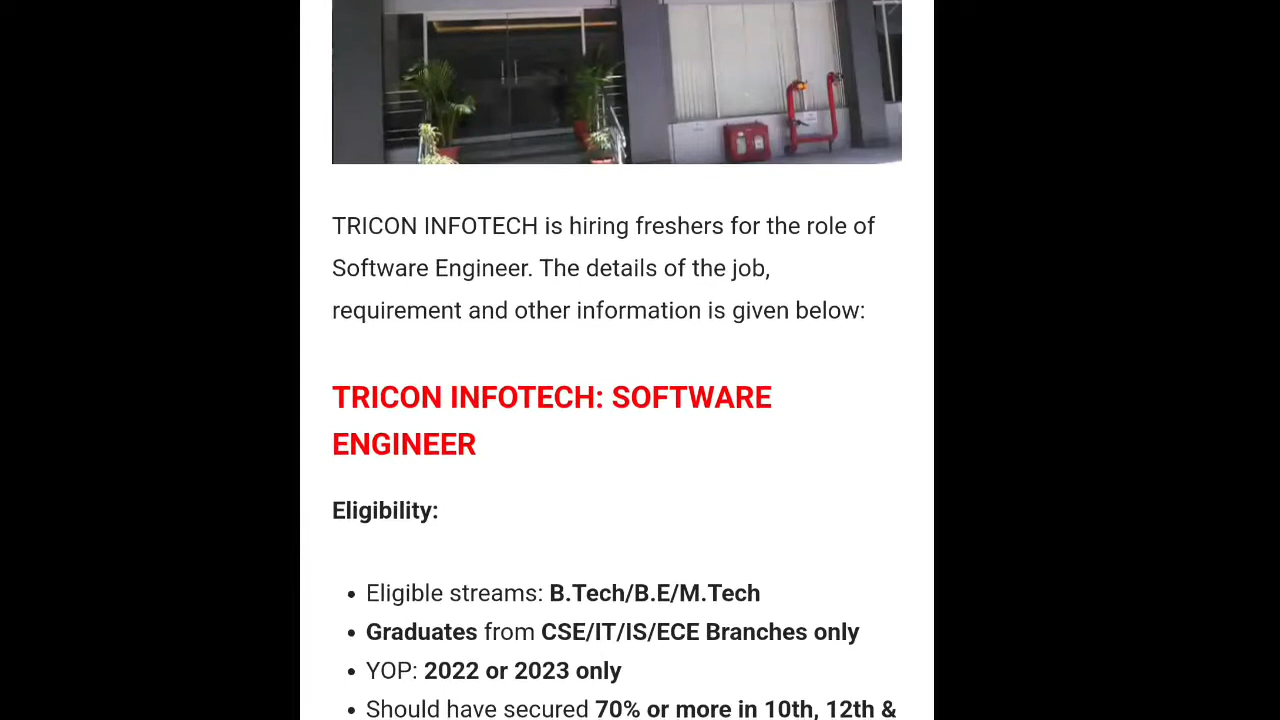 TRICON INFOTECH is hiring freshers for the role of
Software Engineer. The details of the job,
requirement and other information is given below:
TRICON INFOTECH: SOFTWARE
ENGINEER
Eligibility:
• Eligible streams: B.Tech/B.E/M.Tech
• Graduates from CSE/IT/IS/ECE Branches only
• YOP: 2022 or 2023 only
• Should have secured 70% or more in 10th, 12th &